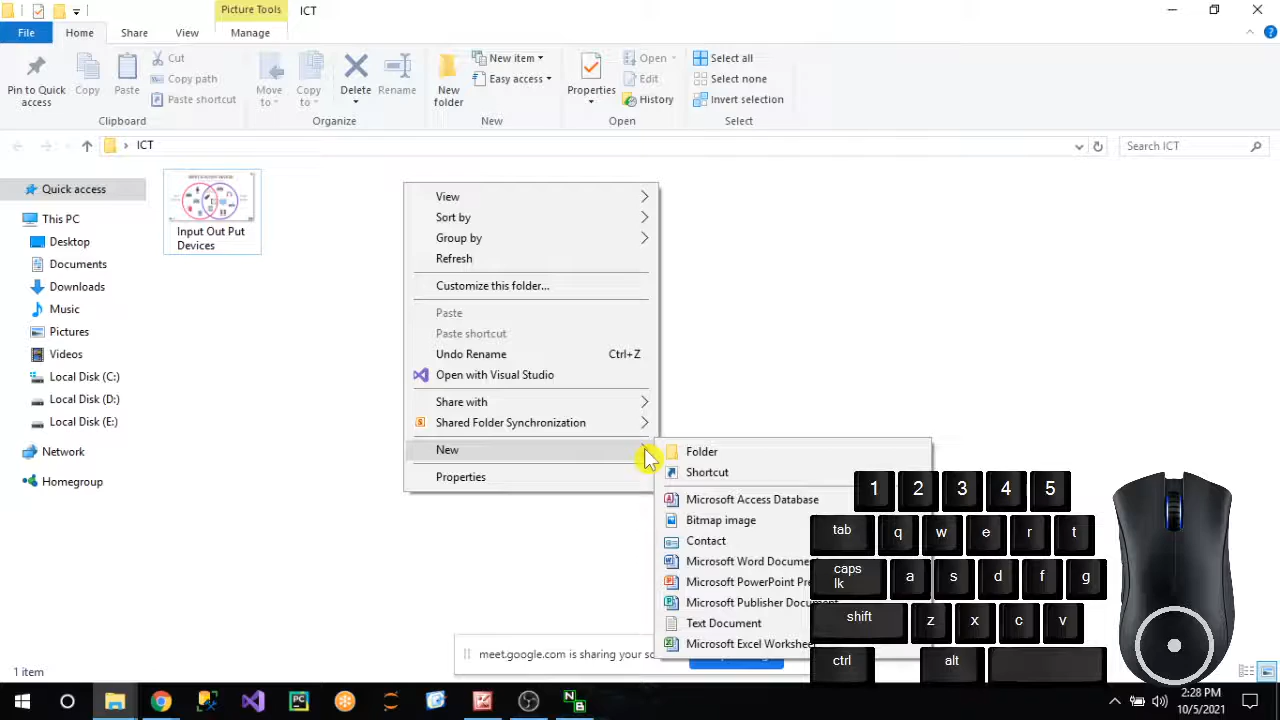 Picture Tools
ICT
File
Home
Share
View
Manage
Pin to Quick
access
Copy
Paste
Cut
Copy path
Paste shortcut
Clipboard
Move
to
Copy
to
Delete
Rename
Organize
New
folder
New item
Easy access
New
Properties
Open
Edit
History
Open
Select all
Select none
Invert selection
Select
ICT
Search ICT
Quick access
This PC
Desktop
Documents
Downloads
Music
Pictures
Videos
Local Disk (C:)
Local Disk (D:)
Local Disk (E:)
Network
Homegroup
Input Out Put
Devices
View
Sort by
Group by
Refresh
Customize this folder...
Paste
Paste shortcut
Undo Rename Ctrl+Z
Open with Visual Studio
Share with
Shared Folder Synchronization
New
Properties
Folder
Shortcut
Microsoft Access Database
Bitmap image
Contact
Microsoft Word Docume
Microsoft PowerPoint Pre
Microsoft Publisher Document
Text Document
Microsoft Excel Workshee
meet.google.com is sharing your sc
1 2 3 4 5
tab q w e r t
caps
lk
a s d f g
shift z x c v
ctrl alt
1 item
PC
N
B
2:28 PM
10/5/2021